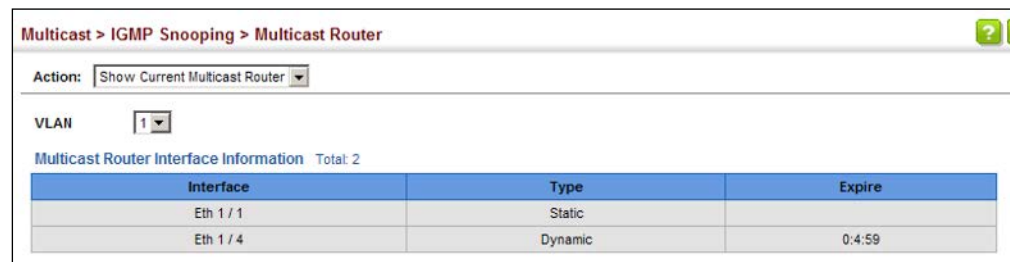 Multicast > IGMP Snooping > Multicast Router
?
Action: Show Current Multicast Router
VLAN 1
Multicast Router Interface Information Total: 2
Interface Type Expire
Eth 1 / 1 Static
Eth 1 / 4 Dynamic 0:4:59